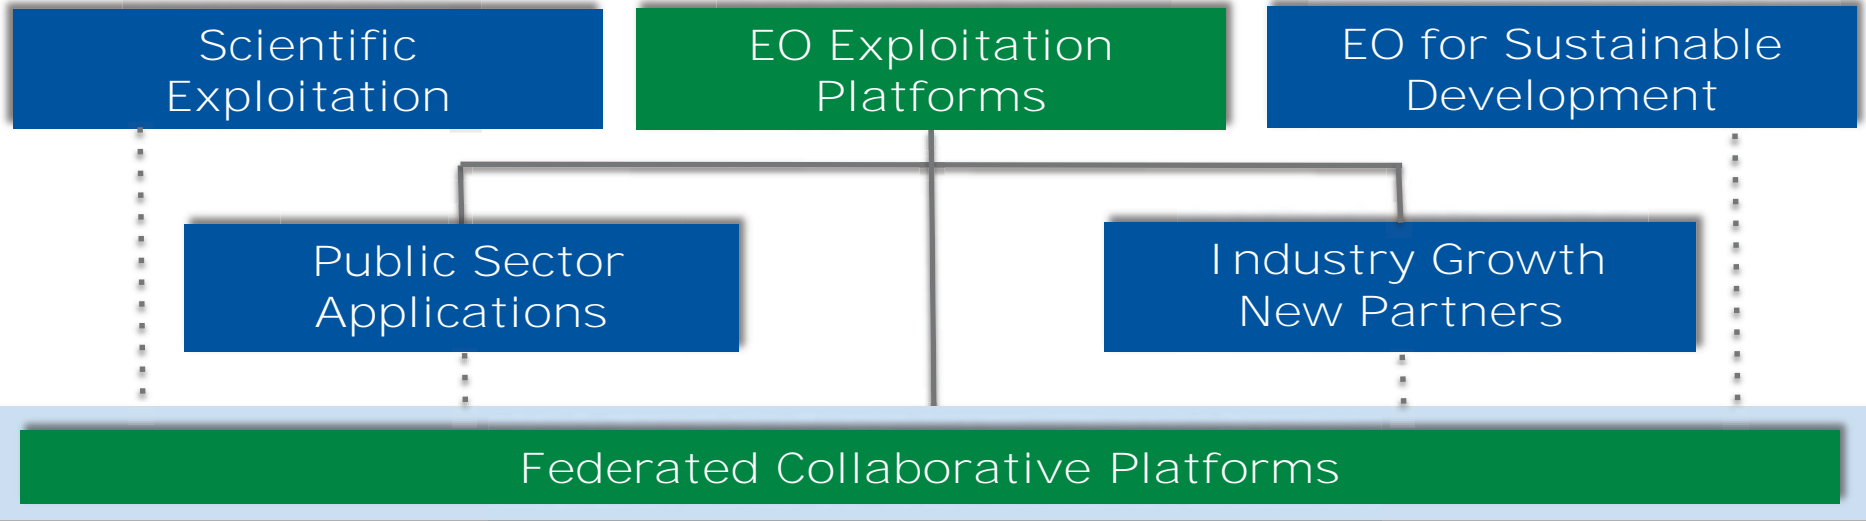 Scientific
Exploitation
EO Exploitation
Platforms
EO for Sustainable
Development
Public Sector
Applications
Industry Growth
New Partners
Federated Collaborative Platforms